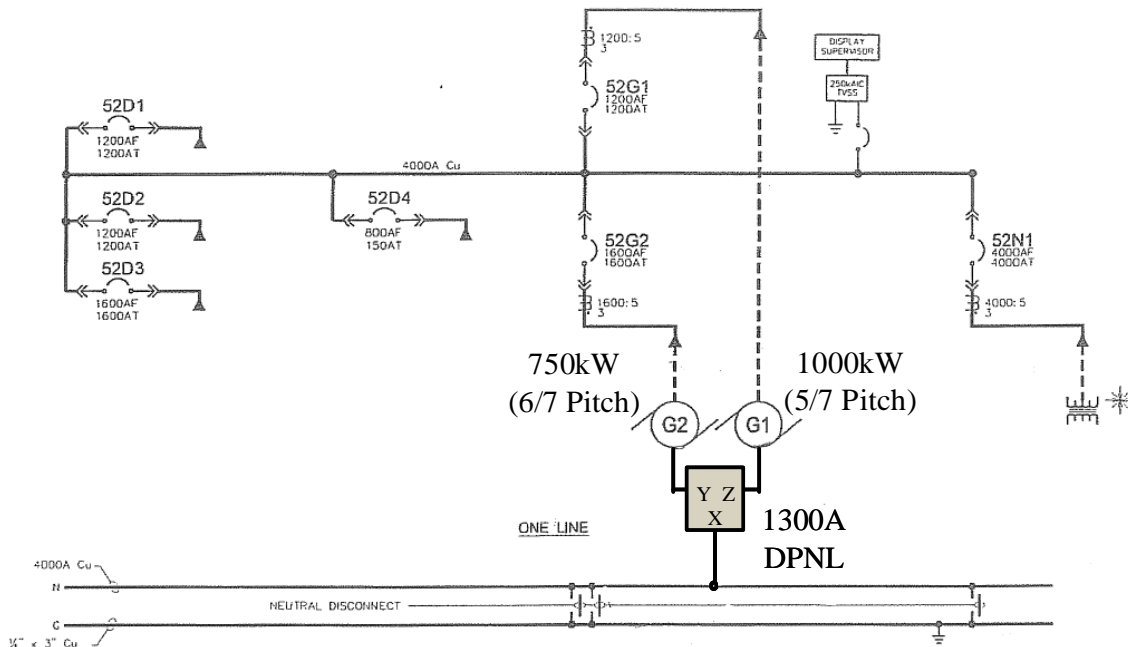 1200:5
3
DISPLAY
SUPERVISOR
250kAIC
TVSS
52G1
1200AF
1200AT
52D1
1200AF
1200AT
4000A Cu
52D2
1200AF
1200AT
52D4
800AF
150AT
52G2
1600AF
1600AT
52N1
4000AF
4000AT
52D3
1600AF
1600AT
1600:5
3
4000:5
3
750kW
(6/7 Pitch)
1000kW
(5/7 Pitch)
G2
G1
Y Z
X
1300A
DPNL
ONE LINE
4000A Cu
N
NEUTRAL DISCONNECT
G
¼" x 3" Cu